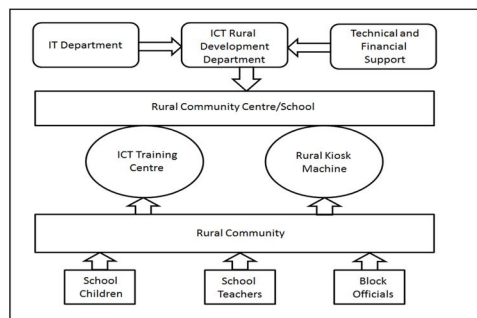 IT Department
ICT Rural
Development
Department
Technical and
Financial
Support
Rural Community Centre/School
ICT Training
Centre
Rural Kiosk
Machine
Rural Community
School
Children
School
Teachers
Block
Officials